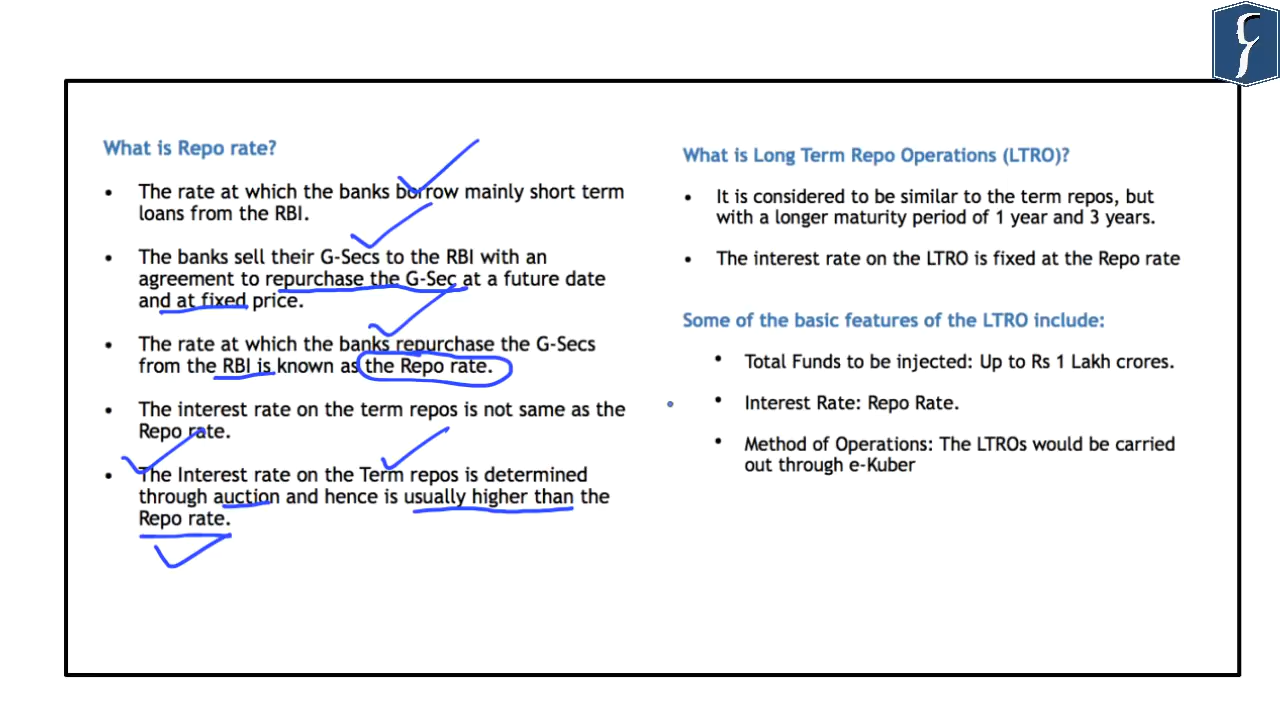 What is Repo rate?
• The rate at which the banks borrow mainly short term
loans from the RBI.
• The banks sell their G-Secs to the RBI with an
agreement to repurchase the G-Sec at a future date
and at fixed price.
• The rate at which the banks repurchase the G-Secs
from the RBI is known as the Repo rate.
• The interest rate on the term repos is not same as the
Repo rate.
• The Interest rate on the Term repos is determined
through auction and hence is usually higher than the
Repo rate.
What is Long Term Repo Operations (LTRO)?
• It is considered to be similar to the term repos, but
with a longer maturity period of 1 year and 3 years.
• The interest rate on the LTRO is fixed at the Repo rate
Some of the basic features of the LTRO include:
• Total Funds to be injected: Up to Rs 1 Lakh crores.
• Interest Rate: Repo Rate.
• Method of Operations: The LTROs would be carried
out through e-Kuber